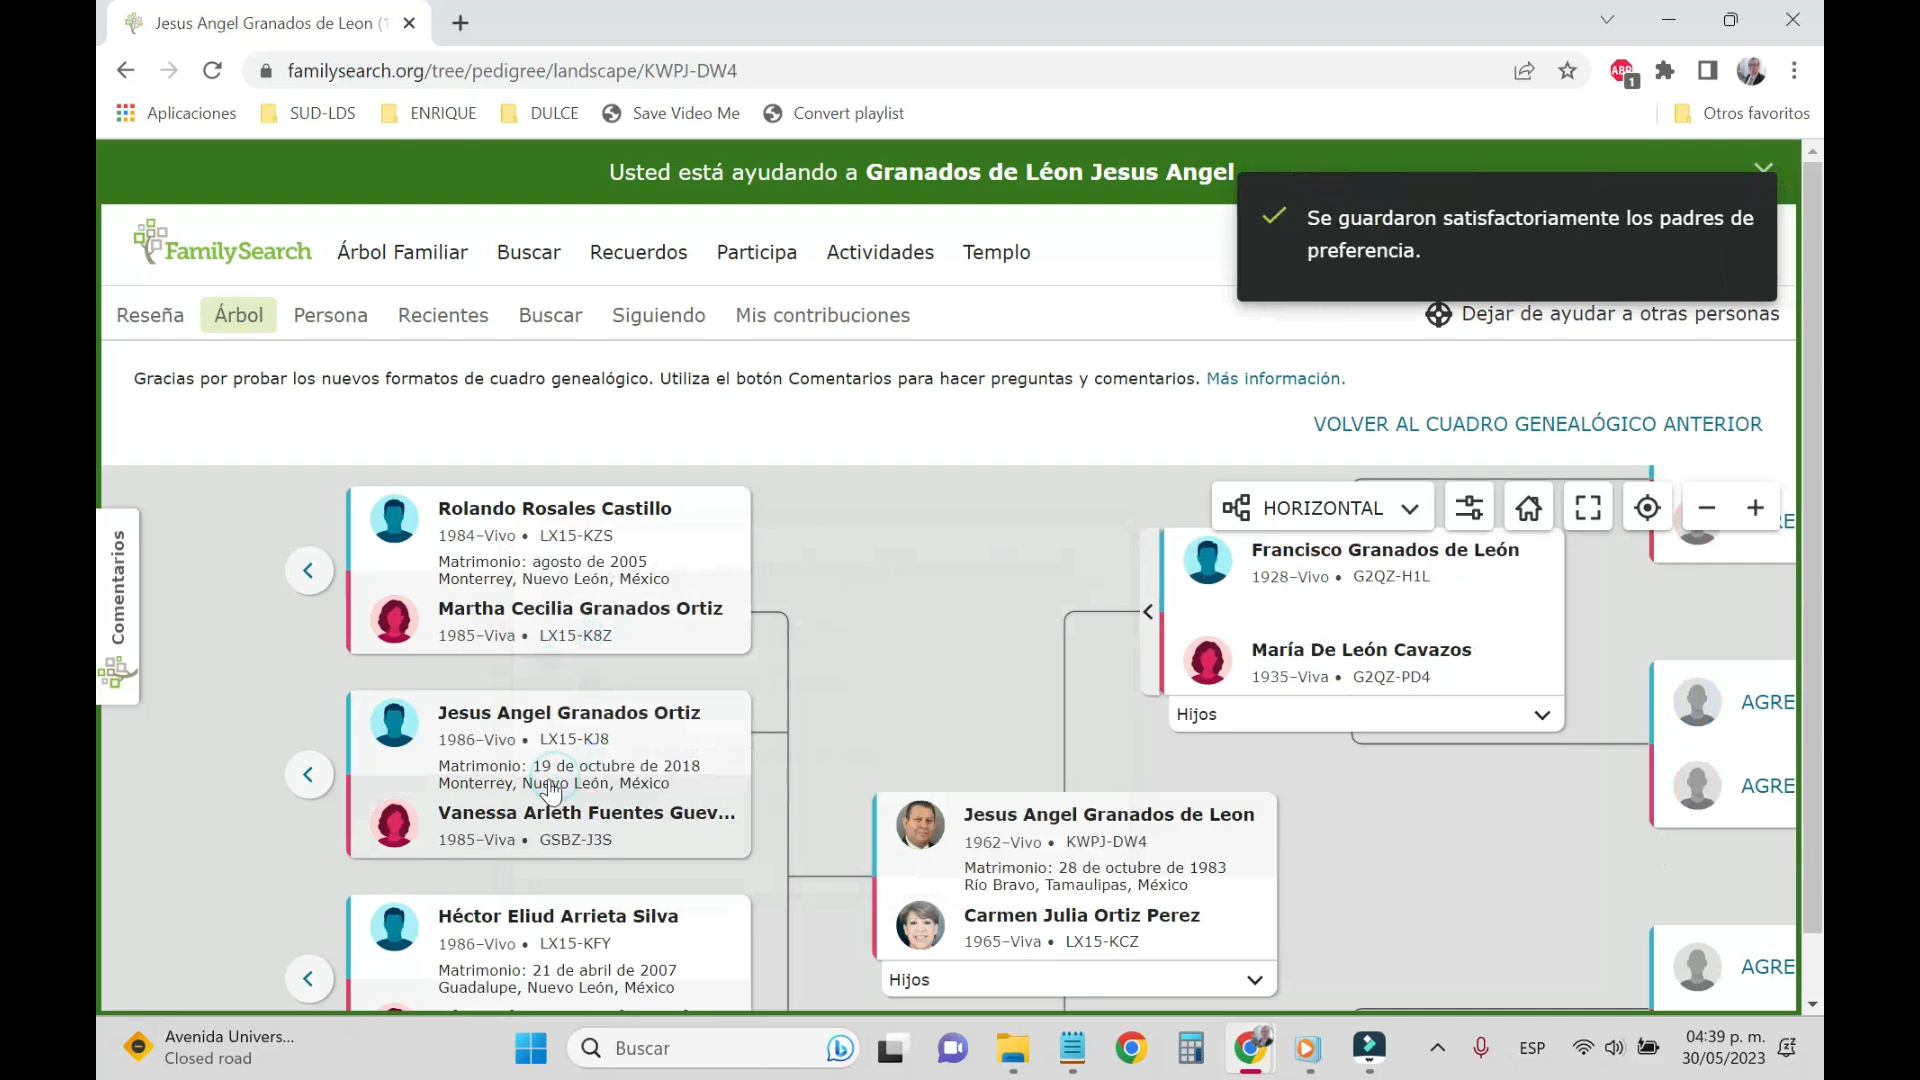 Jesus Angel Granados de Leon (1
familysearch.org/tree/pedigree/landscape/KWPJ-DW4
ABP
1
Aplicaciones
SUD-LDS
ENRIQUE
DULCE
Save Video Me
Convert playlist
Otros favoritos
Usted está ayudando a Granados de Léon Jesus Angel
Se guardaron satisfactoriamente los padres de
preferencia.
FamilySearch
Árbol Familiar
Buscar
Recuerdos
Participa
Actividades
Templo
Reseña
Árbol
Persona
Recientes
Buscar
Siguiendo
Mis contribuciones
Dejar de ayudar a otras personas
Gracias por probar los nuevos formatos de cuadro genealógico. Utiliza el botón Comentarios para hacer preguntas y comentarios. Más información.
VOLVER AL CUADRO GENEALÓGICO ANTERIOR
Comentarios
HORIZONTAL
Rolando Rosales Castillo
1984–Vivo • LX15-KZS
Matrimonio: agosto de 2005
Monterrey, Nuevo León, México
Martha Cecilia Granados Ortiz
1985–Viva • LX15-K8Z
Jesus Angel Granados Ortiz
1986–Vivo • LX15-KJ8
Matrimonio: 19 de octubre de 2018
Monterrey, Nuevo León, México
Vanessa Arleth Fuentes Guev...
1985–Viva • GSBZ-J3S
Héctor Eliud Arrieta Silva
1986–Vivo • LX15-KFY
Matrimonio: 21 de abril de 2007
Guadalupe, Nuevo León, México
Jesus Angel Granados de Leon
1962–Vivo • KWPJ-DW4
Matrimonio: 28 de octubre de 1983
Río Bravo, Tamaulipas, México
Carmen Julia Ortiz Perez
1965–Viva • LX15-KCZ
Hijos
Francisco Granados de León
1928–Vivo • G2QZ-H1L
María De León Cavazos
1935–Viva • G2QZ-PD4
Hijos
AGRE
AGRE
AGRE
Avenida Univers...
Closed road
Buscar
ESP
04:39 p. m.
30/05/2023